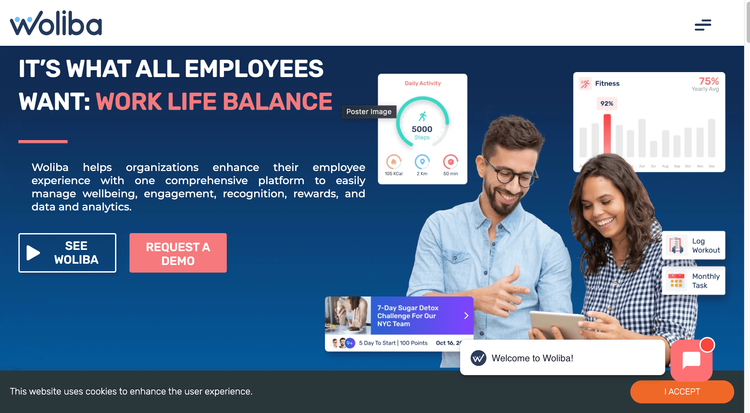 Woliba
IT'S WHAT ALL EMPLOYEES
WANT: WORK LIFE BALANCE
Woliba helps organizations enhance their employee
experience with one comprehensive platform to easily
manage wellbeing, engagement, recognition, rewards, and
data and analytics.
SEE
WOLIBA
REQUEST A
DEMO
Daily Activity
Poster Image
5000
Steps
105 KCal
2 Km
50 min
Fitness
75%
Yearly Avg
92%
Log
Workout
Monthly
Task
7-Day Sugar Detox
Challenge For Our
NYC Team
5 Day To Start | 100 Points
Oct 16, 20
Welcome to Woliba!
This website uses cookies to enhance the user experience.
I ACCEPT